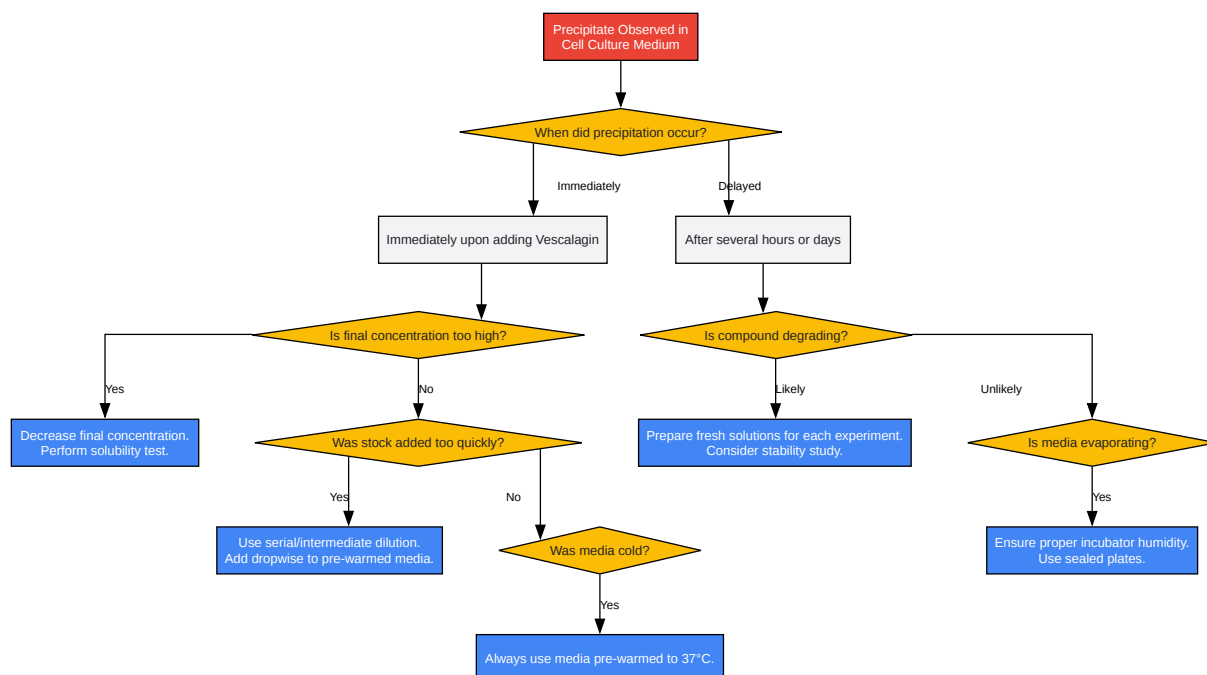 Precipitate Observed in
Cell Culture Medium
When did precipitation occur?
Immediately
Delayed
Immediately upon adding Vescalagin
After several hours or days
Is final concentration too high?
Is compound degrading?
Yes
No
Likely
Unlikely
Decrease final concentration.
Perform solubility test.
Was stock added too quickly?
Prepare fresh solutions for each experiment.
Consider stability study.
Is media evaporating?
Yes
No
Yes
Use serial/intermediate dilution.
Add dropwise to pre-warmed media.
Was media cold?
Ensure proper incubator humidity.
Use sealed plates.
Yes
Always use media pre-warmed to 37°C.